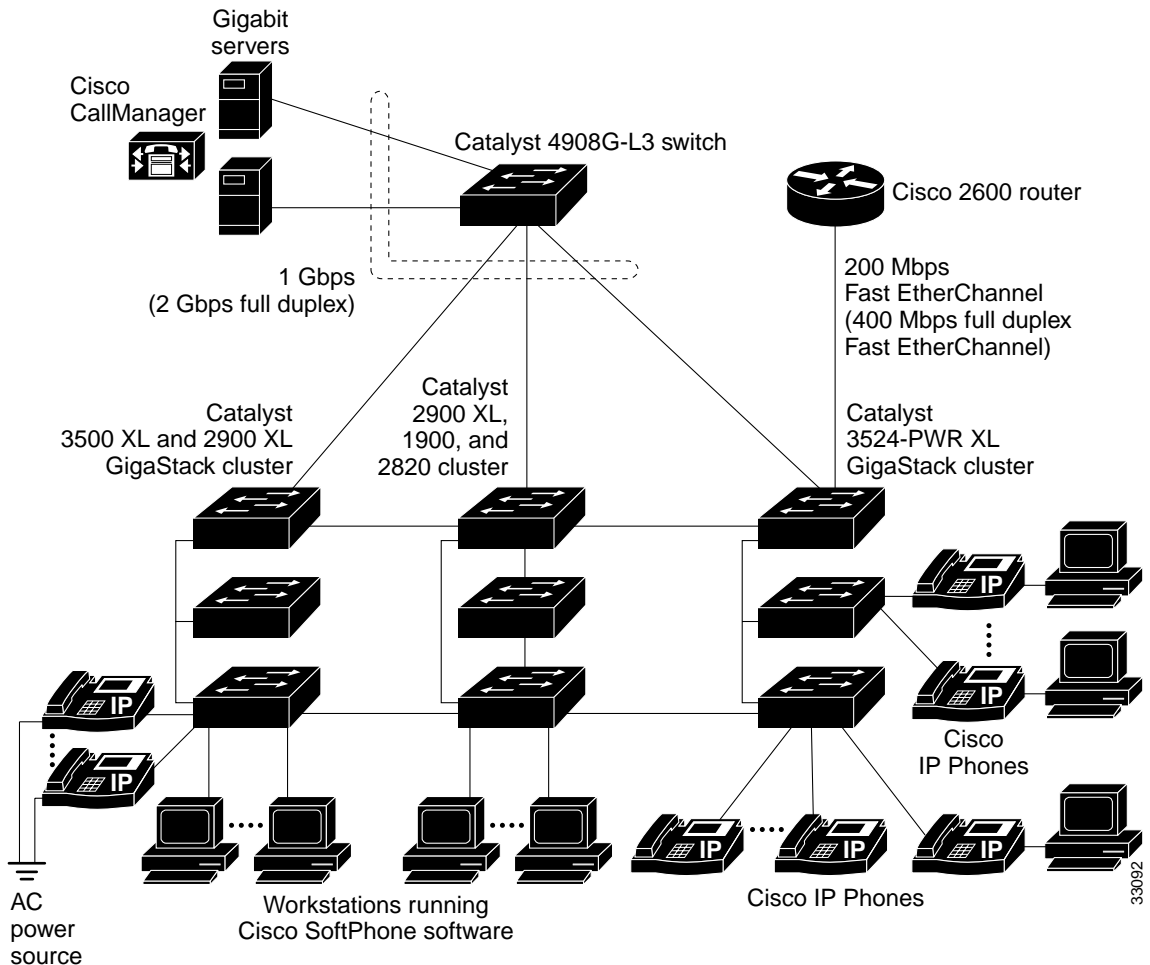 Gigabit
servers
Cisco
CallManager
Catalyst 4908G-L3 switch
Cisco 2600 router
1 Gbps
(2 Gbps full duplex)
200 Mbps
Fast EtherChannel
(400 Mbps full duplex
Fast EtherChannel)
Catalyst
3500 XL and 2900 XL
GigaStack cluster
Catalyst
2900 XL,
1900, and
2820 cluster
Catalyst
3524-PWR XL
GigaStack cluster
IP
IP
IP
IP
Cisco
IP Phones
IP
IP
IP
AC
power
source
Workstations running
Cisco SoftPhone software
Cisco IP Phones
33092